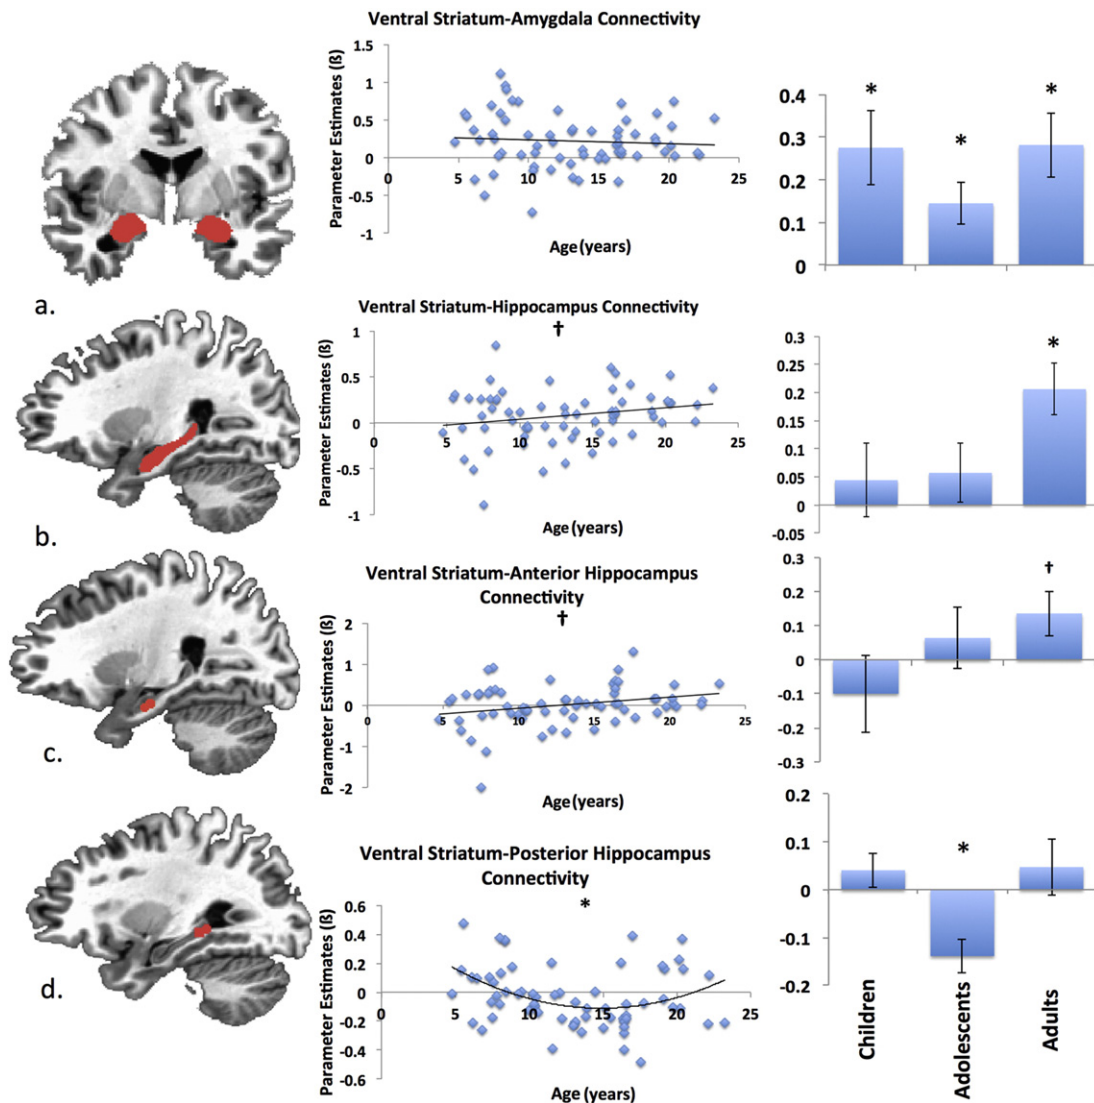 Ventral Striatum-Amygdala Connectivity
Parameter Estimates (ß)
1.5
1
0.5
0
-0.5
-1
0 5 10 15 20 25
Age (years)
* * *
0.4
0.3
0.2
0.1
0
a.
Ventral Striatum-Hippocampus Connectivity
†
Parameter Estimates (ß)
1
0.5
0
-0.5
-1
0 5 10 15 20 25
Age (years)
*
0.3
0.25
0.2
0.15
0.1
0.05
0
-0.05
b.
Ventral Striatum-Anterior Hippocampus
Connectivity
†
Parameter Estimates (ß)
2
1
0
-1
-2
0 5 10 15 20 25
Age (years)
†
0.3
0.2
0.1
0
-0.1
-0.2
-0.3
c.
Ventral Striatum-Posterior Hippocampus
Connectivity
*
Parameter Estimates (ß)
0.6
0.4
0.2
0
-0.2
-0.4
-0.6
0 5 10 15 20 25
Age (years)
*
0.2
0.1
0
-0.1
-0.2
d.
Children
Adolescents
Adults